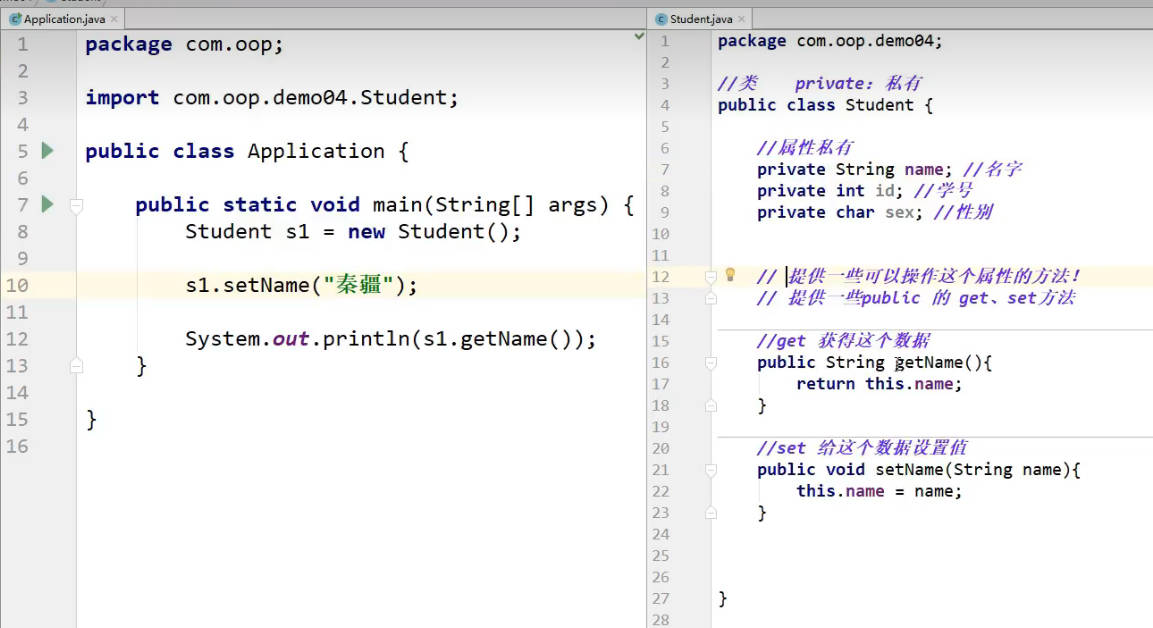 Application.java
1 package com.oop;
2
3 import com.oop.demo04.Student;
4
5 public class Application {
6
7 public static void main(String[] args) {
8 Student s1 = new Student();
9
10 s1.setName("秦疆");
11
12 System.out.println(s1.getName());
13 }
14
15 }
16
Student.java
1 package com.oop.demo04;
2
3 //类 private: 私有
4 public class Student {
5
6 //属性私有
7 private String name; //名字
8 private int id; //学号
9 private char sex; //性别
10
11
12 // 提供一些可以操作这个属性的方法!
13 // 提供一些public 的 get、set方法
14
15 //get 获得这个数据
16 public String getName(){
17 return this.name;
18 }
19
20 //set 给这个数据设置值
21 public void setName(String name){
22 this.name = name;
23 }
24
25
26
27 }
28